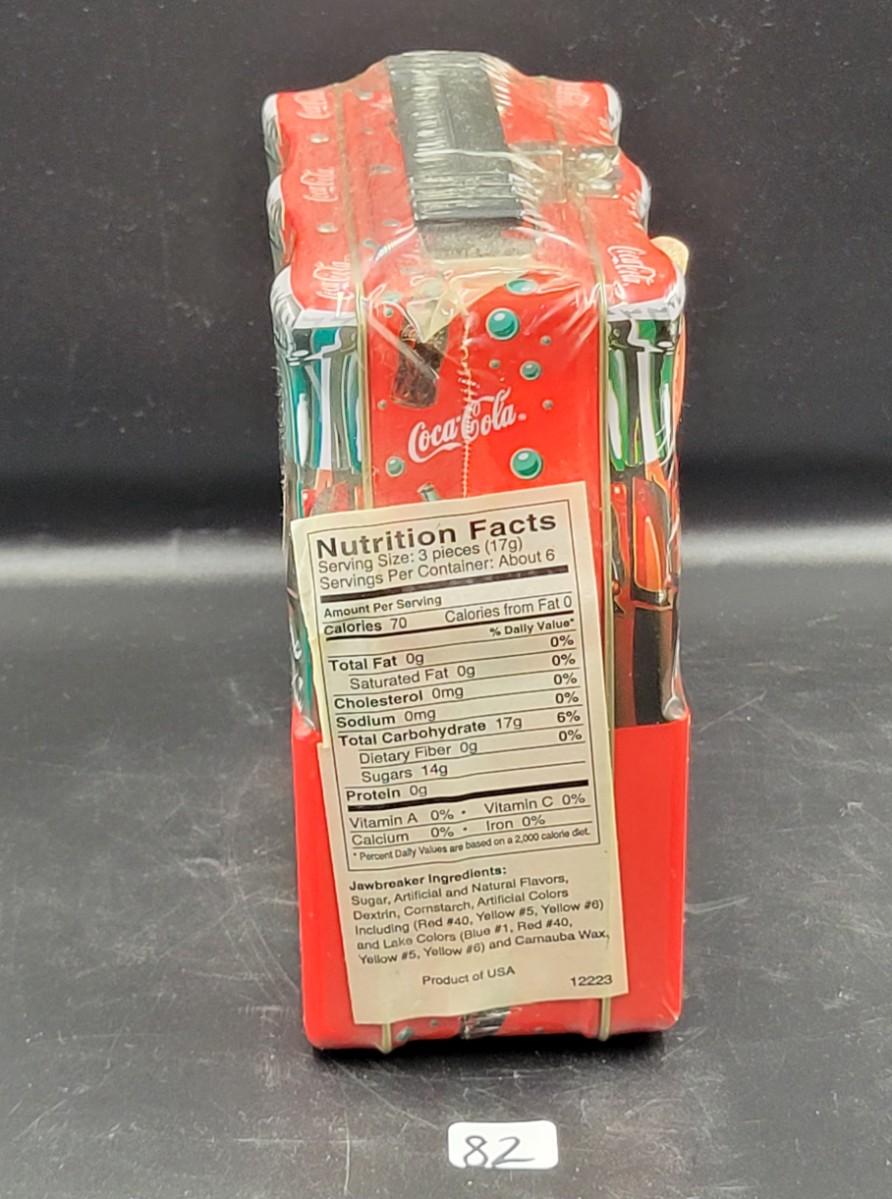 Coca-Cola
Coca-Cola
Coca-Cola
Coca-Cola
Coca-Cola
Nutrition Facts
Serving Size: 3 pieces (17g)
Servings Per Container: About 6
Amount Per Serving
Calories 70 Calories from Fat 0
% Daily Value*
Total Fat 0g 0%
Saturated Fat 0g 0%
Cholesterol 0mg 0%
Sodium 0mg 0%
Total Carbohydrate 17g 6%
Dietary Fiber 0g 0%
Sugars 14g
Protein 0g
Vitamin A 0% • Vitamin C 0%
Calcium 0% • Iron 0%
* Percent Daily Values are based on a 2,000 calorie diet.
Jawbreaker Ingredients:
Sugar, Artificial and Natural Flavors,
Dextrin, Cornstarch, Artificial Colors
Including (Red #40, Yellow #5, Yellow #6)
and Lake Colors (Blue #1, Red #40,
Yellow #5, Yellow #6) and Carnauba Wax.
Product of USA 12223
82